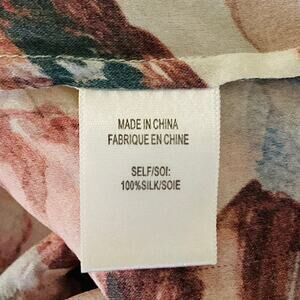 MADE IN CHINA
FABRIQUE EN CHINE
SELF/SOI:
100%SILK/SOIE